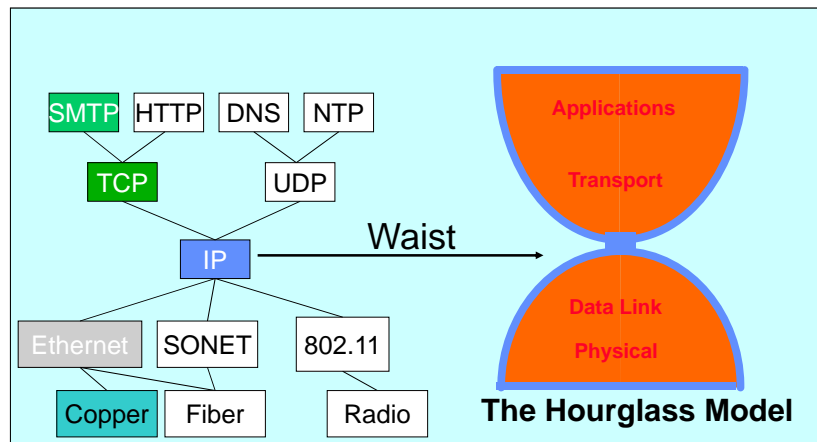 SMTP HTTP DNS NTP
TCP UDP
IP
Ethernet SONET 802.11
Copper Fiber Radio
Waist
Applications
Transport
Data Link
Physical
The Hourglass Model